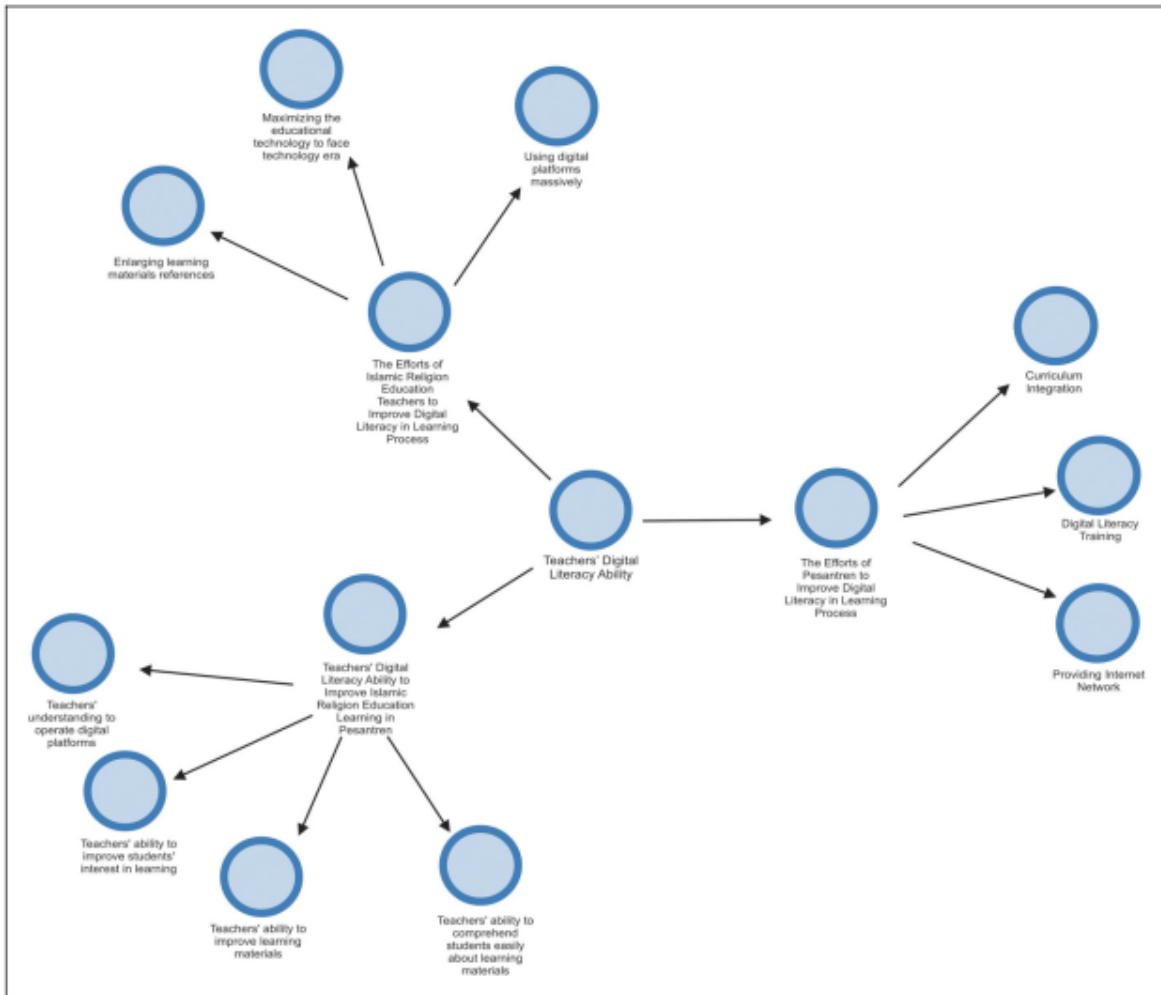 Maximizing the
educational
technology to face
technology era
Using digital
platforms
massively
Enlarging learning
materials references
The Efforts of
Islamic Religion
Education
Teachers to
Improve Digital
Literacy in Learning
Process
Curriculum
Integration
Digital Literacy
Training
Teachers' Digital
Literacy Ability
The Efforts of
Pesantren to
Improve Digital
Literacy in Learning
Process
Providing Internet
Network
Teachers' Digital
Literacy Ability to
Improve Islamic
Religion Education
Learning in
Pesantren
Teachers'
understanding to
operate digital
platforms
Teachers' ability to
improve students'
interest in learning
Teachers' ability to
improve learning
materials
Teachers' ability to
comprehend
students easily
about learning
materials